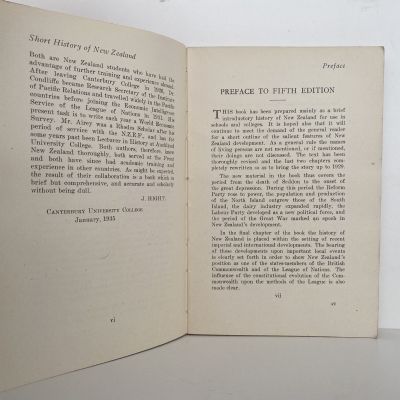 Short History of New Zealand
Both are New Zealand students who have had the
advantage of further training and experience abroad.
After leaving Canterbury College in 1926, Dr.
Condliffe became Research Secretary of the Institute
of Pacific Relations and travelled widely in the Pacific
countries before joining the Economic Intelligence
Service of the League of Nations in 1931. His
present task is to write each year a World Economic
Survey. Mr. Airey was a Rhodes Scholar after his
period of service with the N.Z.E.F., and has for
years past been Lecturer in History at Auckland
University College. Both authors, therefore, know
New Zealand thoroughly, both served at the Front
and both have since had academic training and
experience in other countries. As might be expected,
the result of their collaboration is a book which is
brief but comprehensive, and accurate and scholarly
without being dull.
J. HIGHT.
CANTERBURY UNIVERSITY COLLEGE
January, 1935
vi
Preface
PREFACE TO FIFTH EDITION
THIS book has been prepared mainly as a brief
introductory history of New Zealand for use in
schools and colleges. It is hoped also that it will
continue to meet the demand of the general reader
for a short outline of the salient features of New
Zealand development. As a general rule the names
of living persons are not mentioned, or if mentioned,
their doings are not discussed. The text has been
thoroughly revised and the last two chapters com-
pletely rewritten so as to bring the story up to 1929.
The new material in the book thus covers the
period from the death of Seddon to the onset of
the great depression. During this period the Reform
Party rose to power, the population and production
of the North Island outgrew those of the South
Island, the dairy industry expanded rapidly, the
Labour Party developed as a new political force, and
the period of the Great War marked an epoch in
New Zealand's development.
In the final chapter of the book the history of
New Zealand is placed within the setting of recent
imperial and international developments. The bearing
of these developments upon important local events
is clearly set forth in order to show New Zealand's
position as one of the states-members of the British
Commonwealth and of the League of Nations. The
influence of the constitutional evolution of the Com-
monwealth upon the methods of the League is also
made clear.
vii